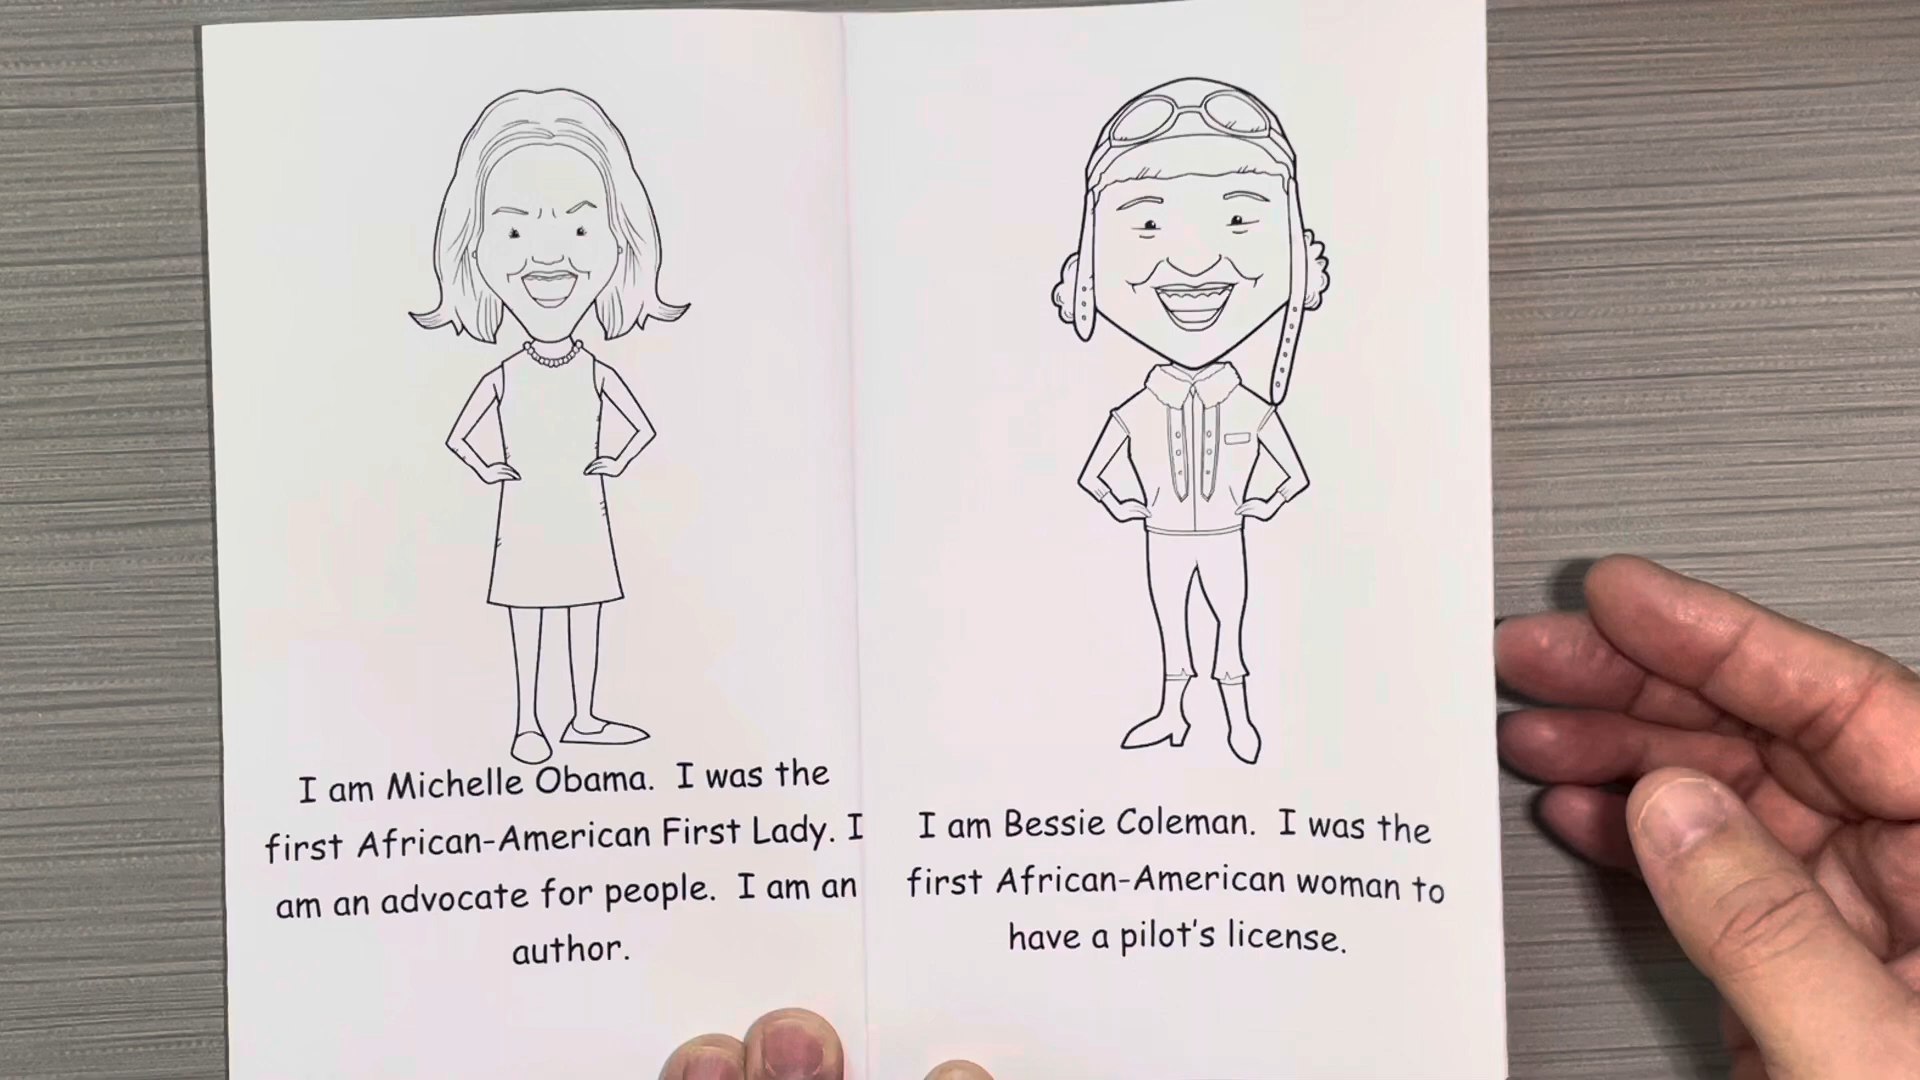 I am Michelle Obama. I was the
first African-American First Lady. I
am an advocate for people. I am an
author.
I am Bessie Coleman. I was the
first African-American woman to
have a pilot's license.